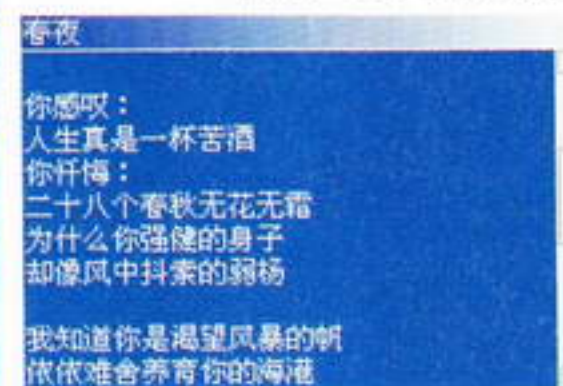 春夜
你感哎：
人生真是一杯苦酒
你忏悔：
二十八个春秋无花无霜
为什么你强健的身子
却像风中抖索的弱杨
我知道你是渴望风暴的帆
依依难舍养育你的海港